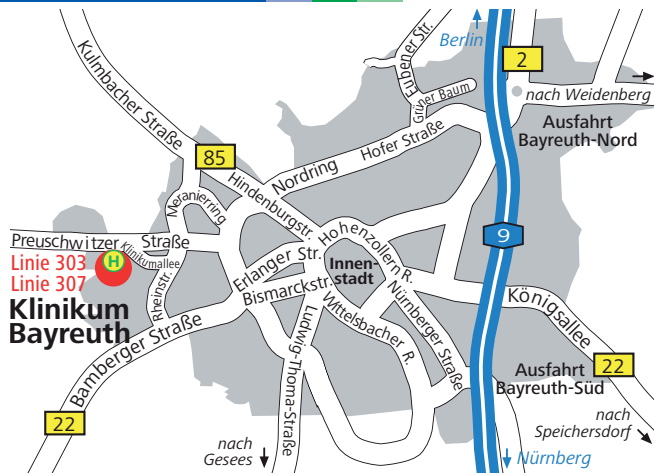 Berlin
2
nach Weidenberg
Ausfahrt
Bayreuth-Nord
Eubener Str.
Grüner Baum
Hofer Straße
Nordring
Kulmbacher Straße
85
Hindenburgstr.
Meranierring
Preuschwitzer Straße
Klinikumallee
H
Linie 303
Linie 307
Klinikum
Bayreuth
Rheinstr.
Erlanger Str.
Hohenzollern R.
Innen-
stadt
Bismarckstr.
Wittelsbacher R.
Nürnberger Straße
Ludwig-Thoma-Straße
Bamberger Straße
22
9
Königsallee
22
Ausfahrt
Bayreuth-Süd
nach
Speichersdorf
nach
Gesees
Nürnberg